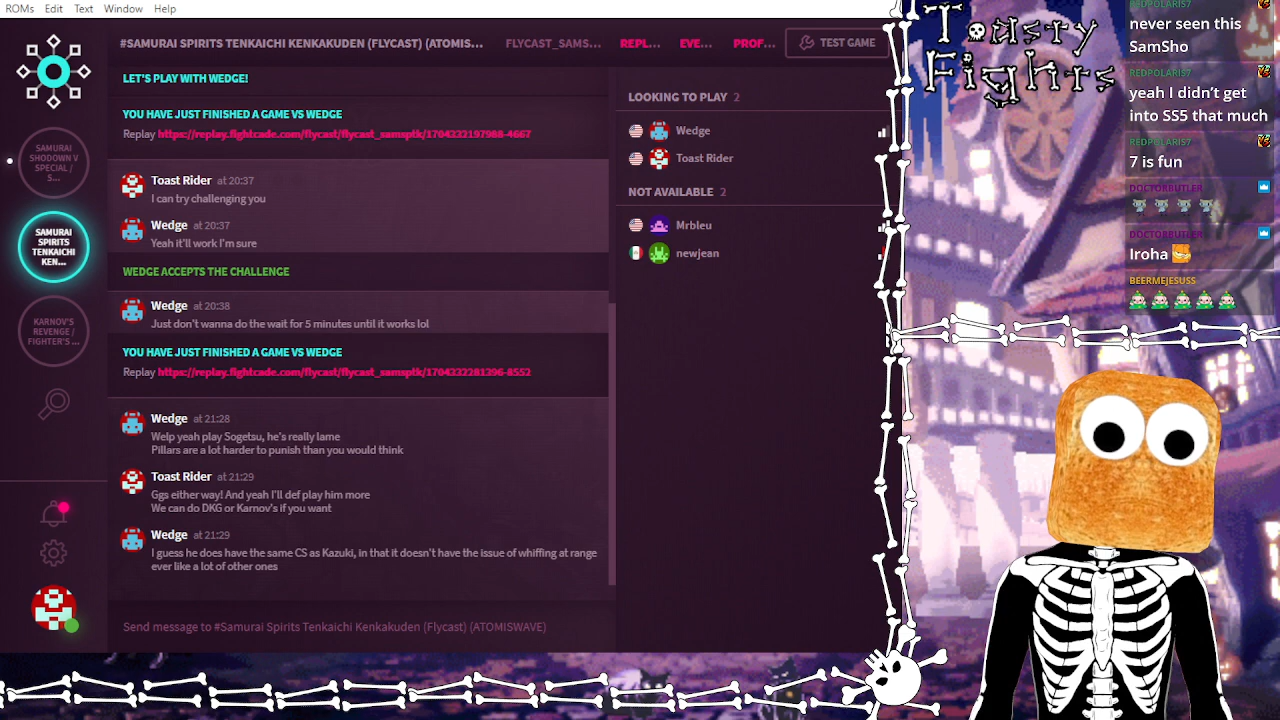 ROMs Edit Text Window Help
#SAMURAI SPIRITS TENKAICHI KENKAKUDEN (FLYCAST) (ATOMIS...
FLYCAST_SAMS...
REPL...
EVE...
PROF...
TEST GAME
SAMURAI
SHODOWN V
SPECIAL /
S...
SAMURAI
SPIRITS
TENKAICHI
KEN...
KARNOV'S
REVENGE /
FIGHTER'S ...
LET'S PLAY WITH WEDGE!
YOU HAVE JUST FINISHED A GAME VS WEDGE
Replay https://replay.fightcade.com/flycast/flycast_samsptk/1704332197988-4667
Toast Rider at 20:37
I can try challenging you
Wedge at 20:37
Yeah it'll work I'm sure
WEDGE ACCEPTS THE CHALLENGE
Wedge at 20:38
Just don't wanna do the wait for 5 minutes until it works lol
YOU HAVE JUST FINISHED A GAME VS WEDGE
Replay https://replay.fightcade.com/flycast/flycast_samsptk/1704332281396-8552
Wedge at 21:28
Welp yeah play Sogetsu, he's really lame
Pillars are a lot harder to punish than you would think
Toast Rider at 21:29
Ggs either way! And yeah I'll def play him more
We can do DKG or Karnov's if you want
Wedge at 21:29
I guess he does have the same CS as Kazuki, in that it doesn't have the issue of whiffing at range
ever like a lot of other ones
Send message to #Samurai Spirits Tenkaichi Kenkakuden (Flycast) (ATOMISWAVE)
LOOKING TO PLAY 2
Wedge
Toast Rider
NOT AVAILABLE 2
Mrbleu
newjean
Toasty
Fights
REDPOLARIS7
never seen this
SamSho
REDPOLARIS7
yeah I didn't get
into SS5 that much
REDPOLARIS7
7 is fun
DOCTORBUTLER
DOCTORBUTLER
Iroha
BEERMEJESUSS